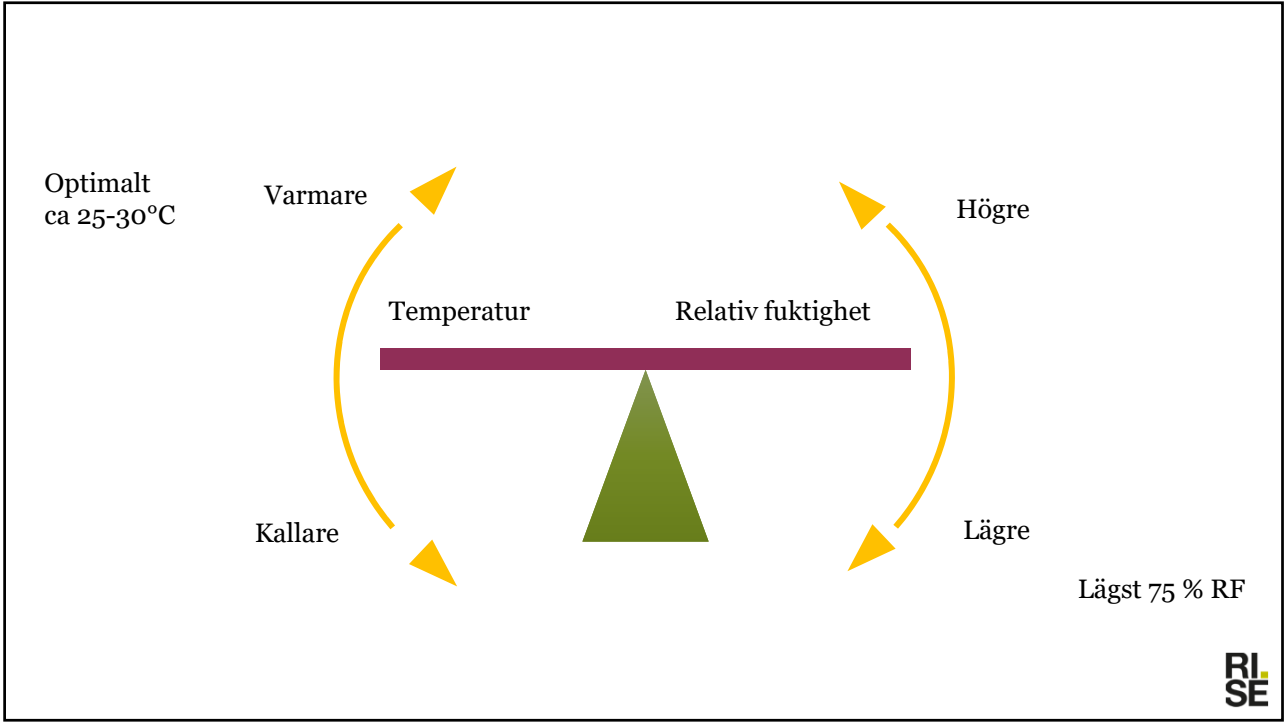 Optimalt
ca 25-30°C
Varmare
Högre
Temperatur
Relativ fuktighet
Kallare
Lägre
Lägst 75 % RF
RI.
SE